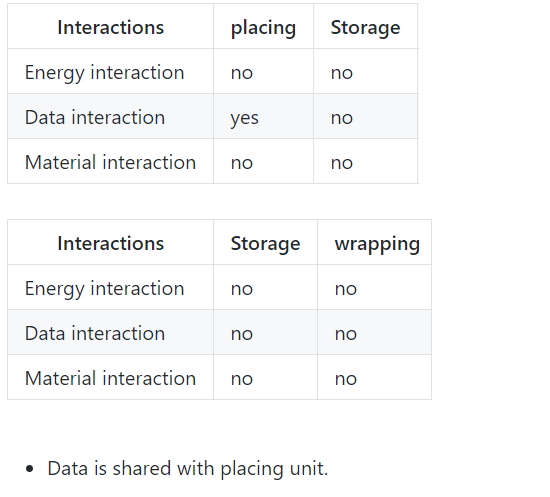 Interactions placing Storage
Energy interaction no no
Data interaction yes no
Material interaction no no
Interactions Storage wrapping
Energy interaction no no
Data interaction no no
Material interaction no no
• Data is shared with placing unit.